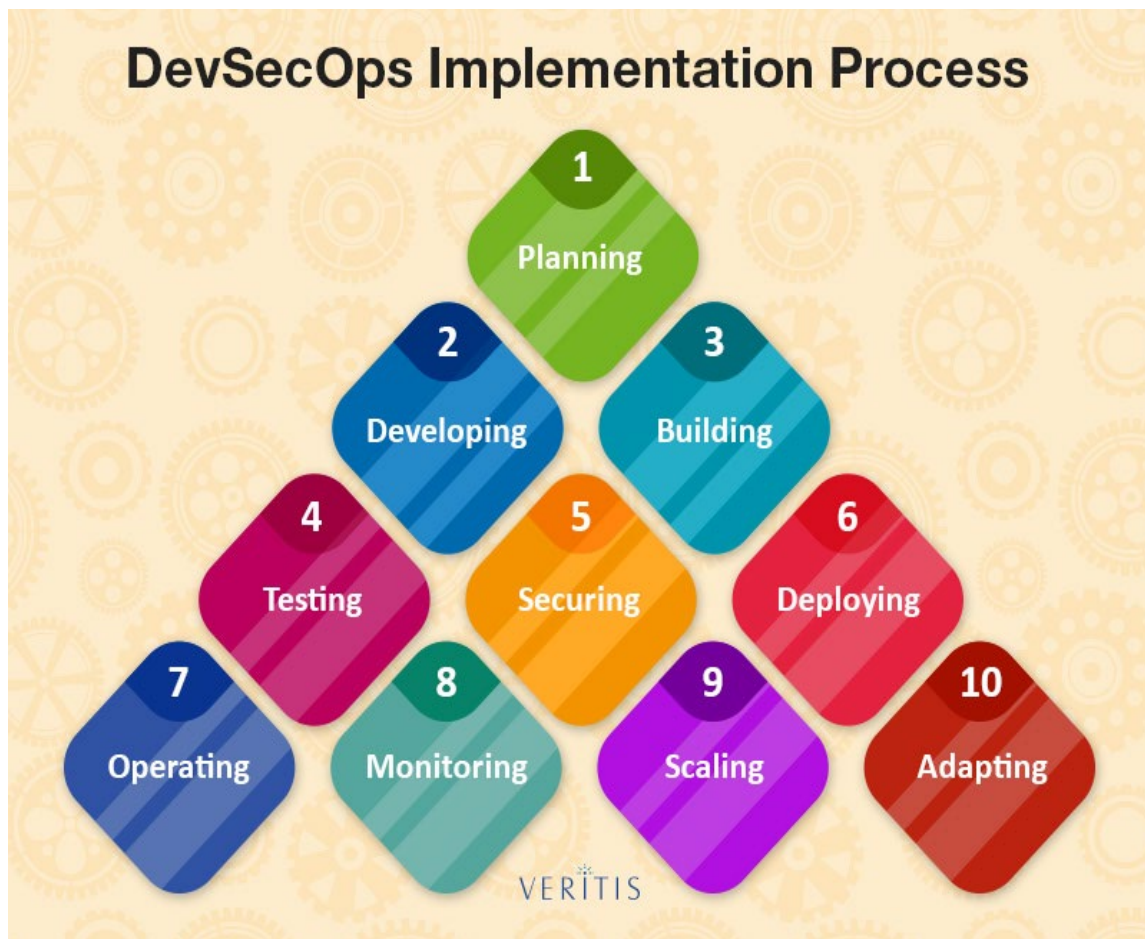 DevSecOps Implementation Process
1
Planning
2
Developing
3
Building
4
Testing
5
Securing
6
Deploying
7
Operating
8
Monitoring
9
Scaling
10
Adapting
VERITIS